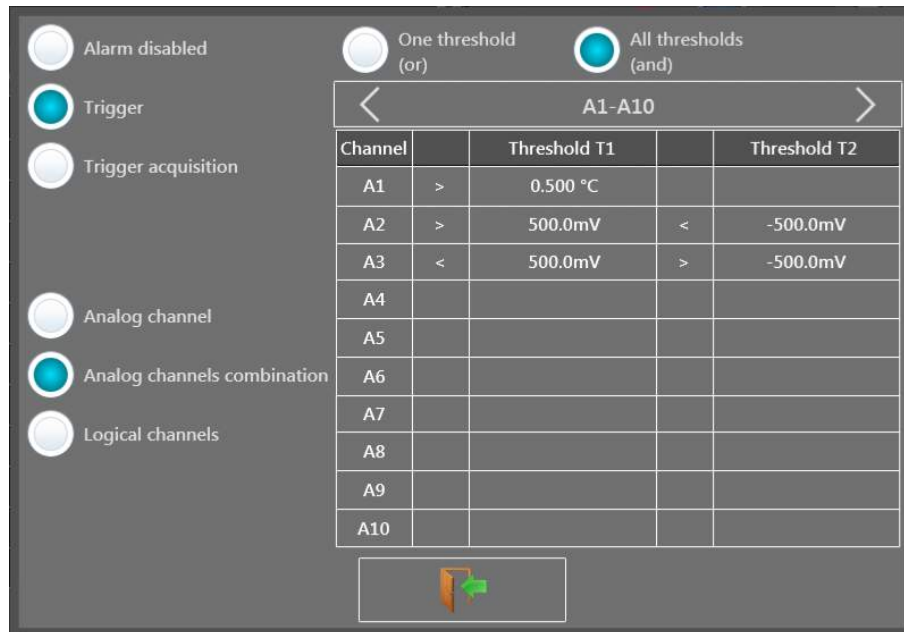 Alarm disabled
One threshold
(or)
All thresholds
(and)
Trigger
A1-A10
Trigger acquisition
Channel Threshold T1 Threshold T2
A1 > 0.500 °C
A2 > 500.0mV < -500.0mV
A3 < 500.0mV > -500.0mV
A4
Analog channel
A5
Analog channels combination
A6
A7
Logical channels
A8
A9
A10